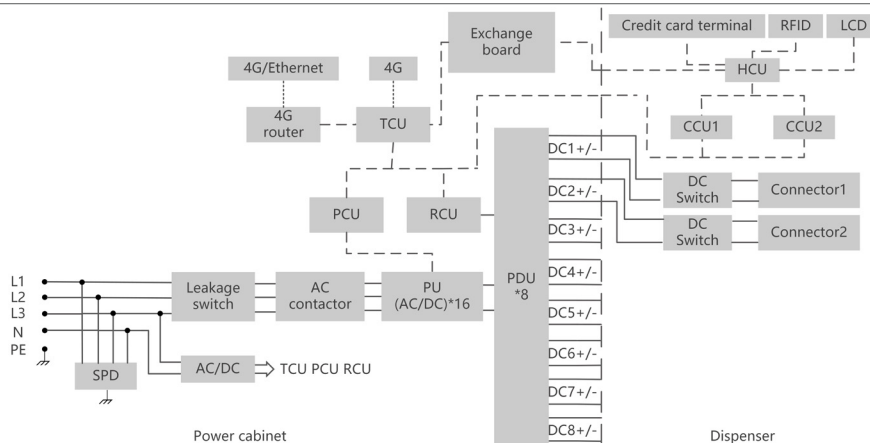 Credit card terminal
RFID
LCD
Exchange
board
4G/Ethernet
4G
HCU
4G
router
TCU
CCU1
CCU2
DC1+/-
DC
Switch
Connector1
DC2+/-
PCU
RCU
DC3+/-
DC
Switch
Connector2
L1
L2
L3
N
PE
Leakage
switch
AC
contactor
PU
(AC/DC)*16
PDU
*8
DC4+/-
DC5+/-
DC6+/-
DC7+/-
DC8+/-
SPD
AC/DC
TCU PCU RCU
Power cabinet
Dispenser